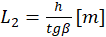 L₂ = h/tgβ [m]